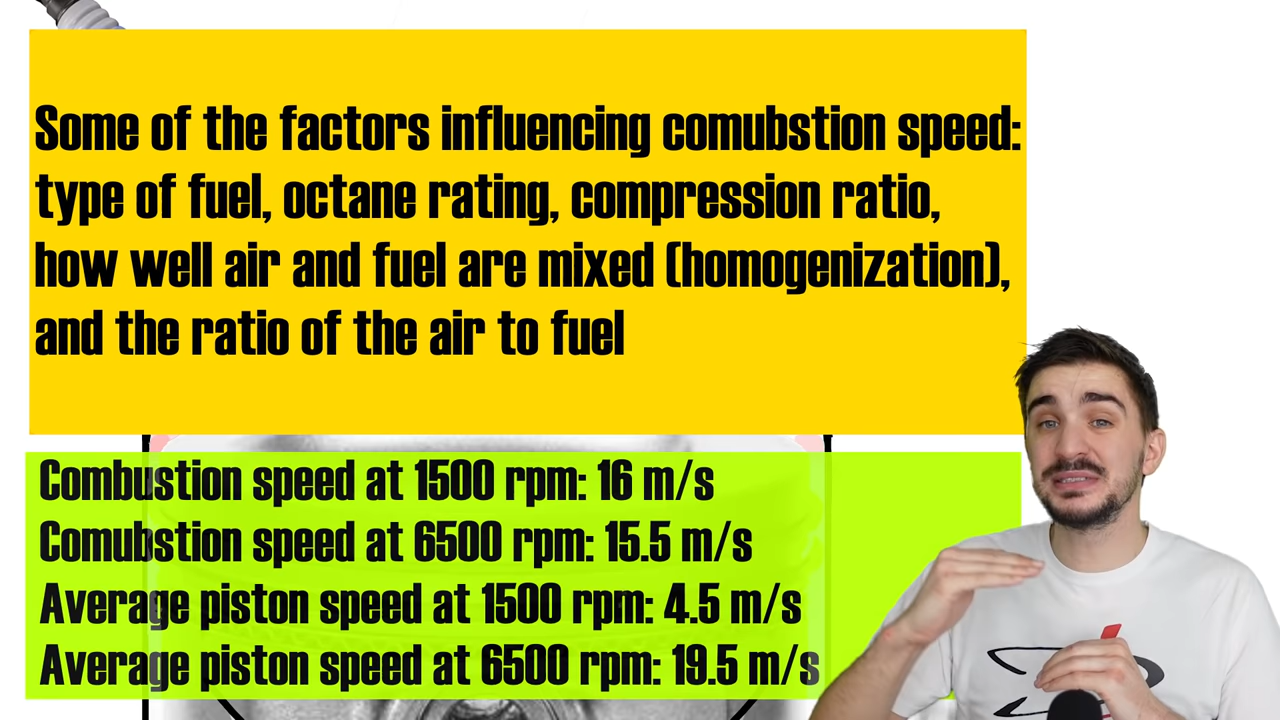 Some of the factors influencing comubstion speed:
type of fuel, octane rating, compression ratio,
how well air and fuel are mixed (homogenization),
and the ratio of the air to fuel
Combustion speed at 1500 rpm: 16 m/s
Comubstion speed at 6500 rpm: 15.5 m/s
Average piston speed at 1500 rpm: 4.5 m/s
Average piston speed at 6500 rpm: 19.5 m/s